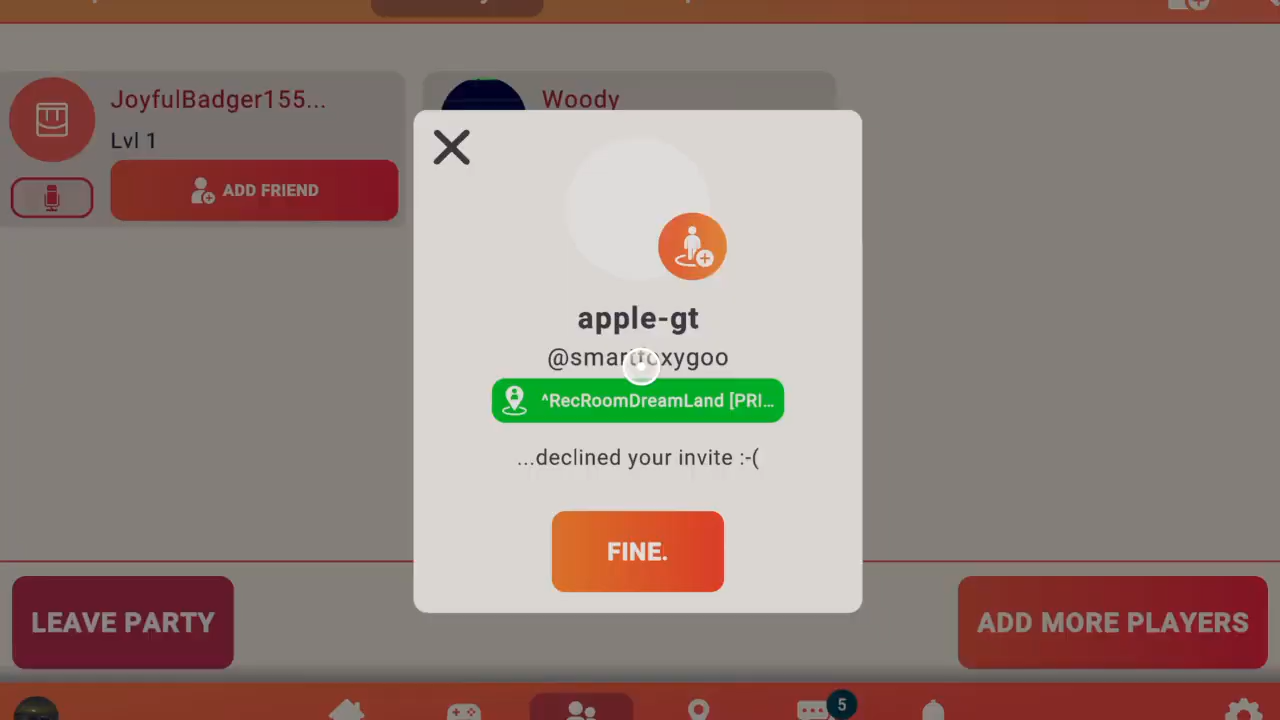 JoyfulBadger155...
Lvl 1
ADD FRIEND
Woody
apple-gt
^RecRoomDreamLand [PRI...
...declined your invite :-(
FINE.
LEAVE PARTY
ADD MORE PLAYERS
5